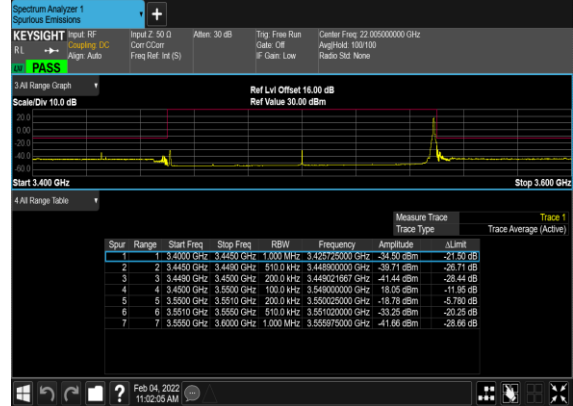 Spectrum Analyzer 1
Spurious Emissions
+
KEYSIGHT Input: RF Input Z: 50 Ω Atten: 30 dB Trig: Free Run Center Freq: 22.005000000 GHz
RL Coupling: DC Corr CCorr Gate: Off Avg|Hold: 100/100
Align: Auto Freq Ref: Int (S) IF Gain: Low Radio Std: None
LW PASS
3 All Range Graph
Ref Lvl Offset 16.00 dB
Scale/Div 10.0 dB Ref Value 30.00 dBm
20.0
0.00
-20.0
-40.0
-60.0
Start 3.400 GHz Stop 3.600 GHz
4 All Range Table
Measure Trace Trace 1
Trace Type Trace Average (Active)
Spur Range Start Freq Stop Freq RBW Frequency Amplitude ΔLimit
1 1 3.4000 GHz 3.4450 GHz 1.000 MHz 3.425725000 GHz -34.50 dBm -21.50 dB
2 2 3.4450 GHz 3.4490 GHz 510.0 kHz 3.448900000 GHz -39.71 dBm -26.71 dB
3 3 3.4490 GHz 3.4500 GHz 200.0 kHz 3.449021667 GHz -41.44 dBm -28.44 dB
4 4 3.4500 GHz 3.5500 GHz 100.0 kHz 3.549000000 GHz 18.05 dBm -11.95 dB
5 5 3.5500 GHz 3.5510 GHz 200.0 kHz 3.550025000 GHz -18.78 dBm -5.780 dB
6 6 3.5510 GHz 3.5550 GHz 510.0 kHz 3.551020000 GHz -33.25 dBm -20.25 dB
7 7 3.5550 GHz 3.6000 GHz 1.000 MHz 3.555975000 GHz -41.66 dBm -28.66 dB
? Feb 04, 2022
11:02:05 AM